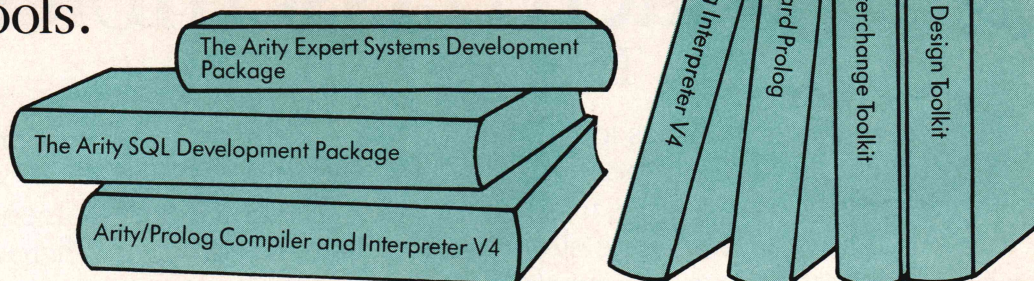 ools.
The Arity Expert Systems Development
Package
The Arity SQL Development Package
Arity/Prolog Compiler and Interpreter V4
Interpreter V4
ard Prolog
erchange Toolkit
Design Toolkit